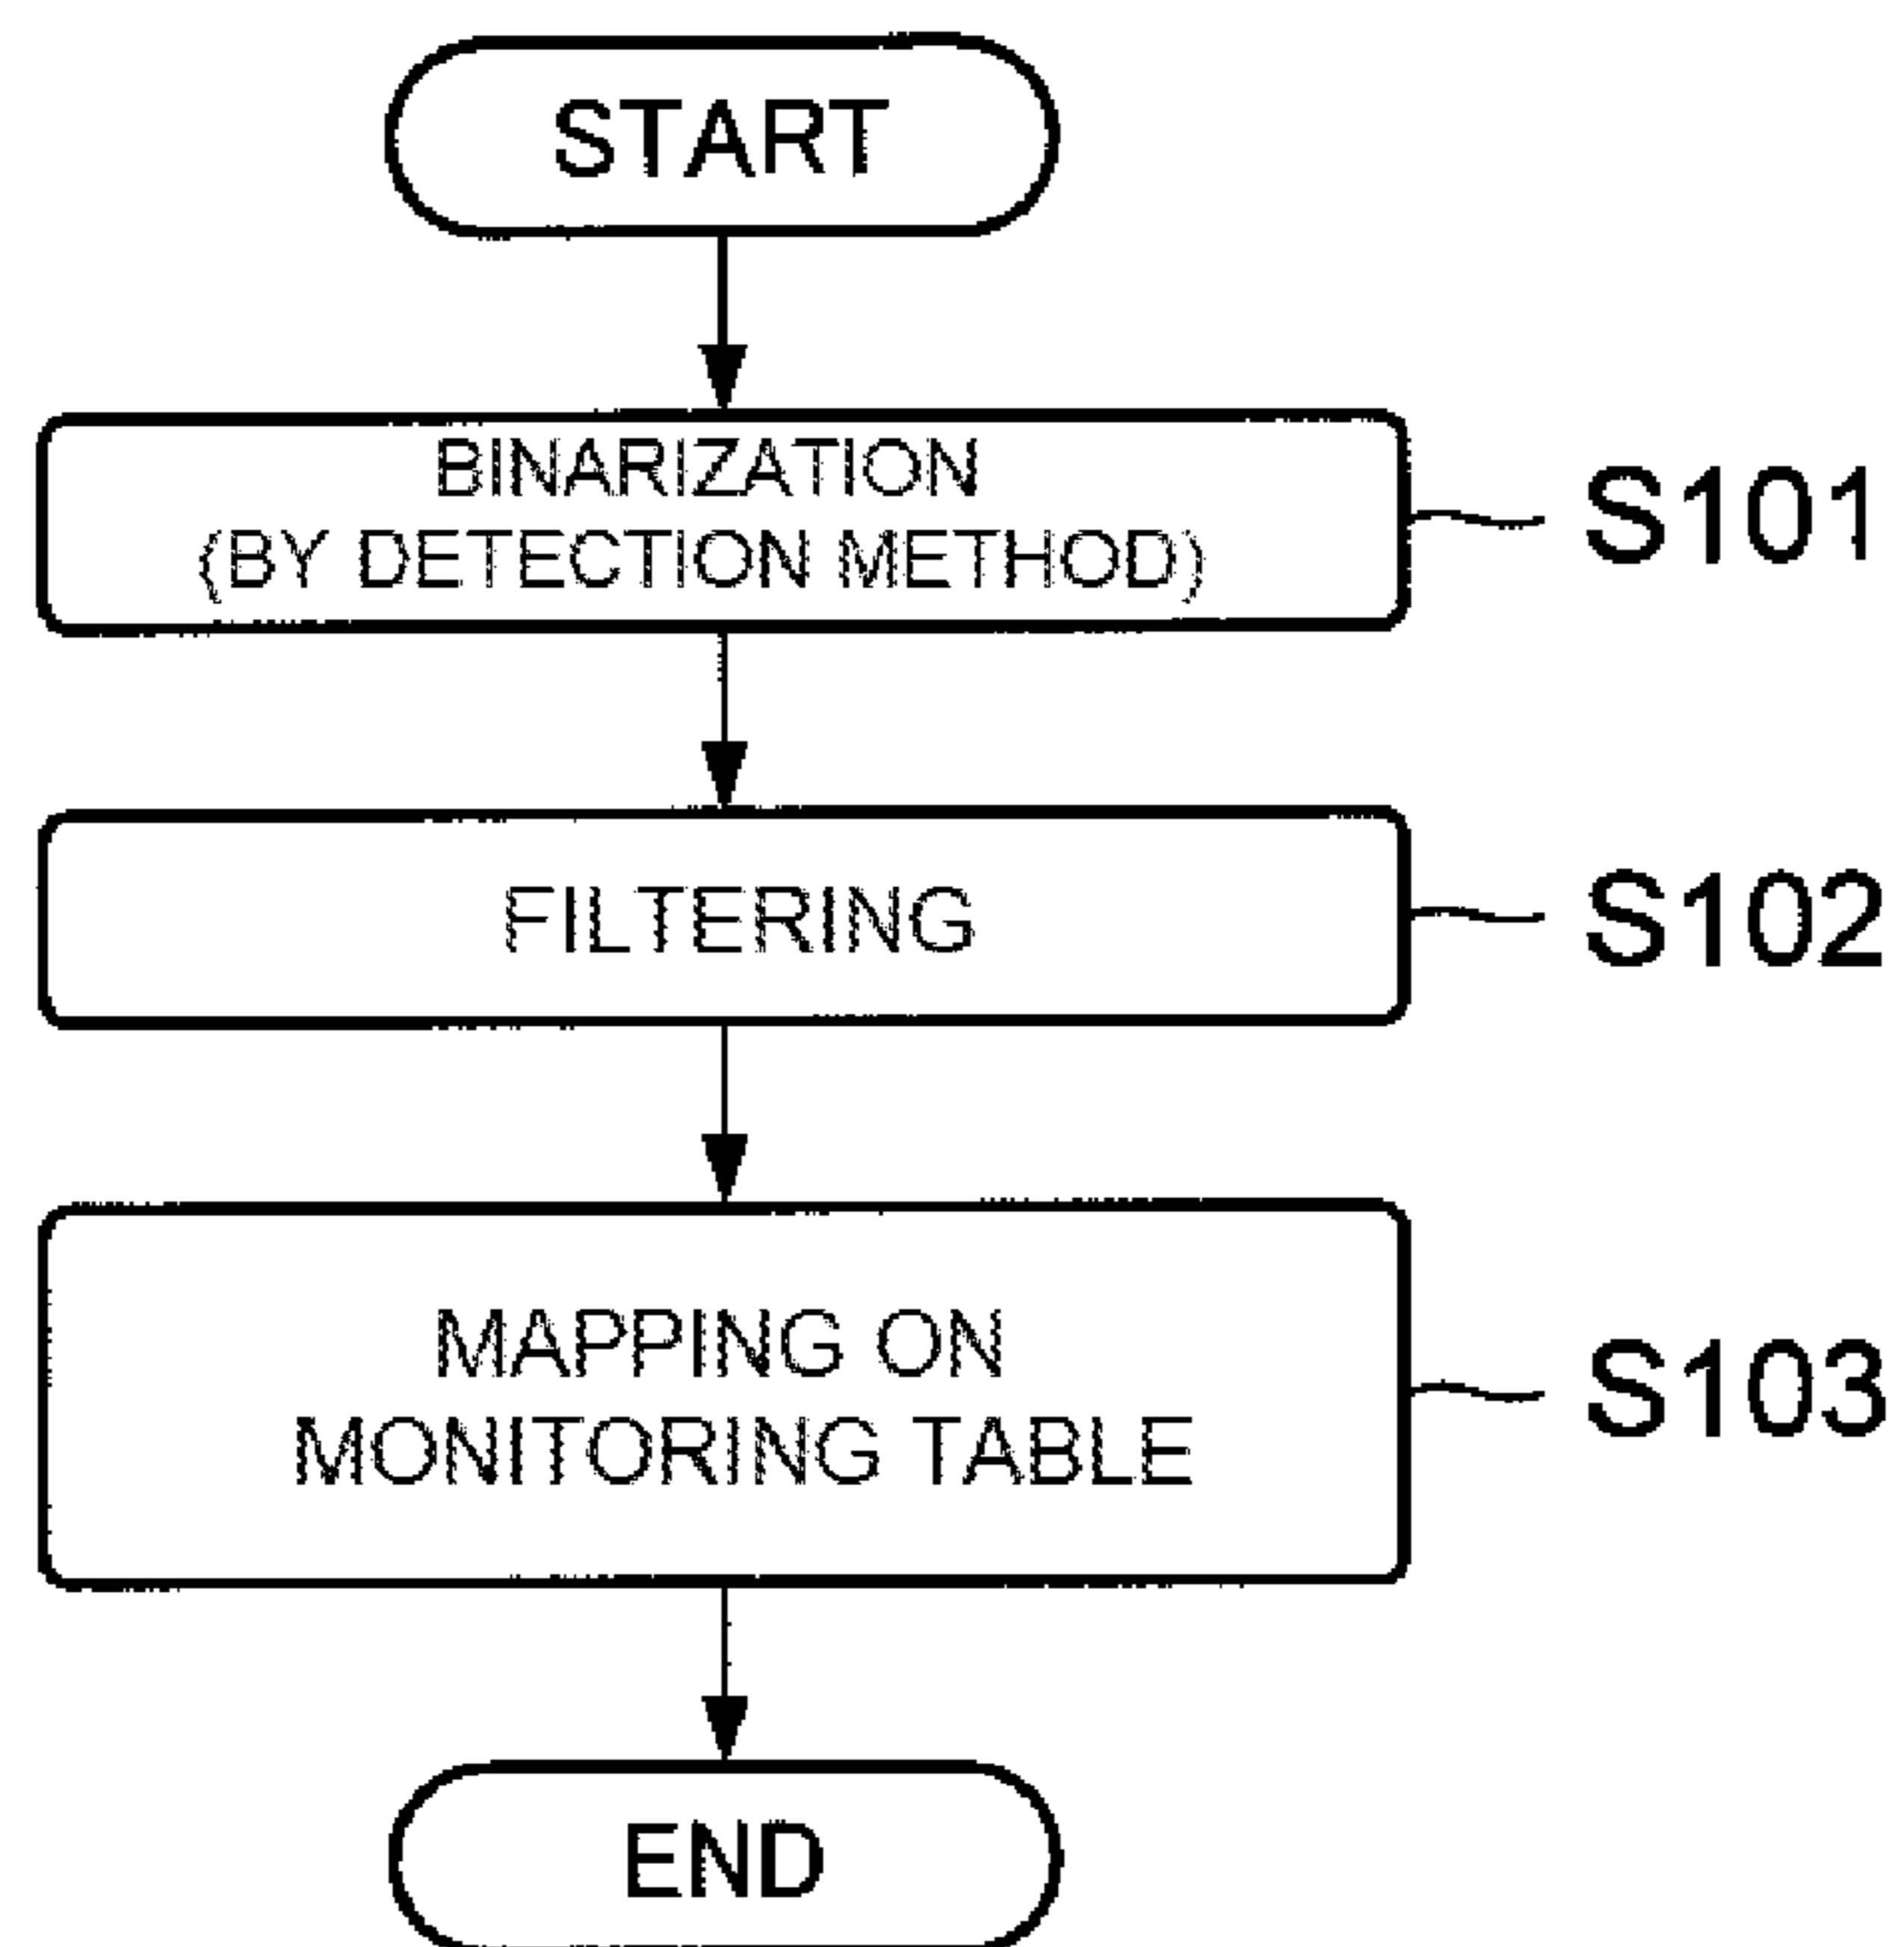 START
BINARIZATION
(BY DETECTION METHOD)
S101
FILTERING
S102
MAPPING ON
MONITORING TABLE
S103
END